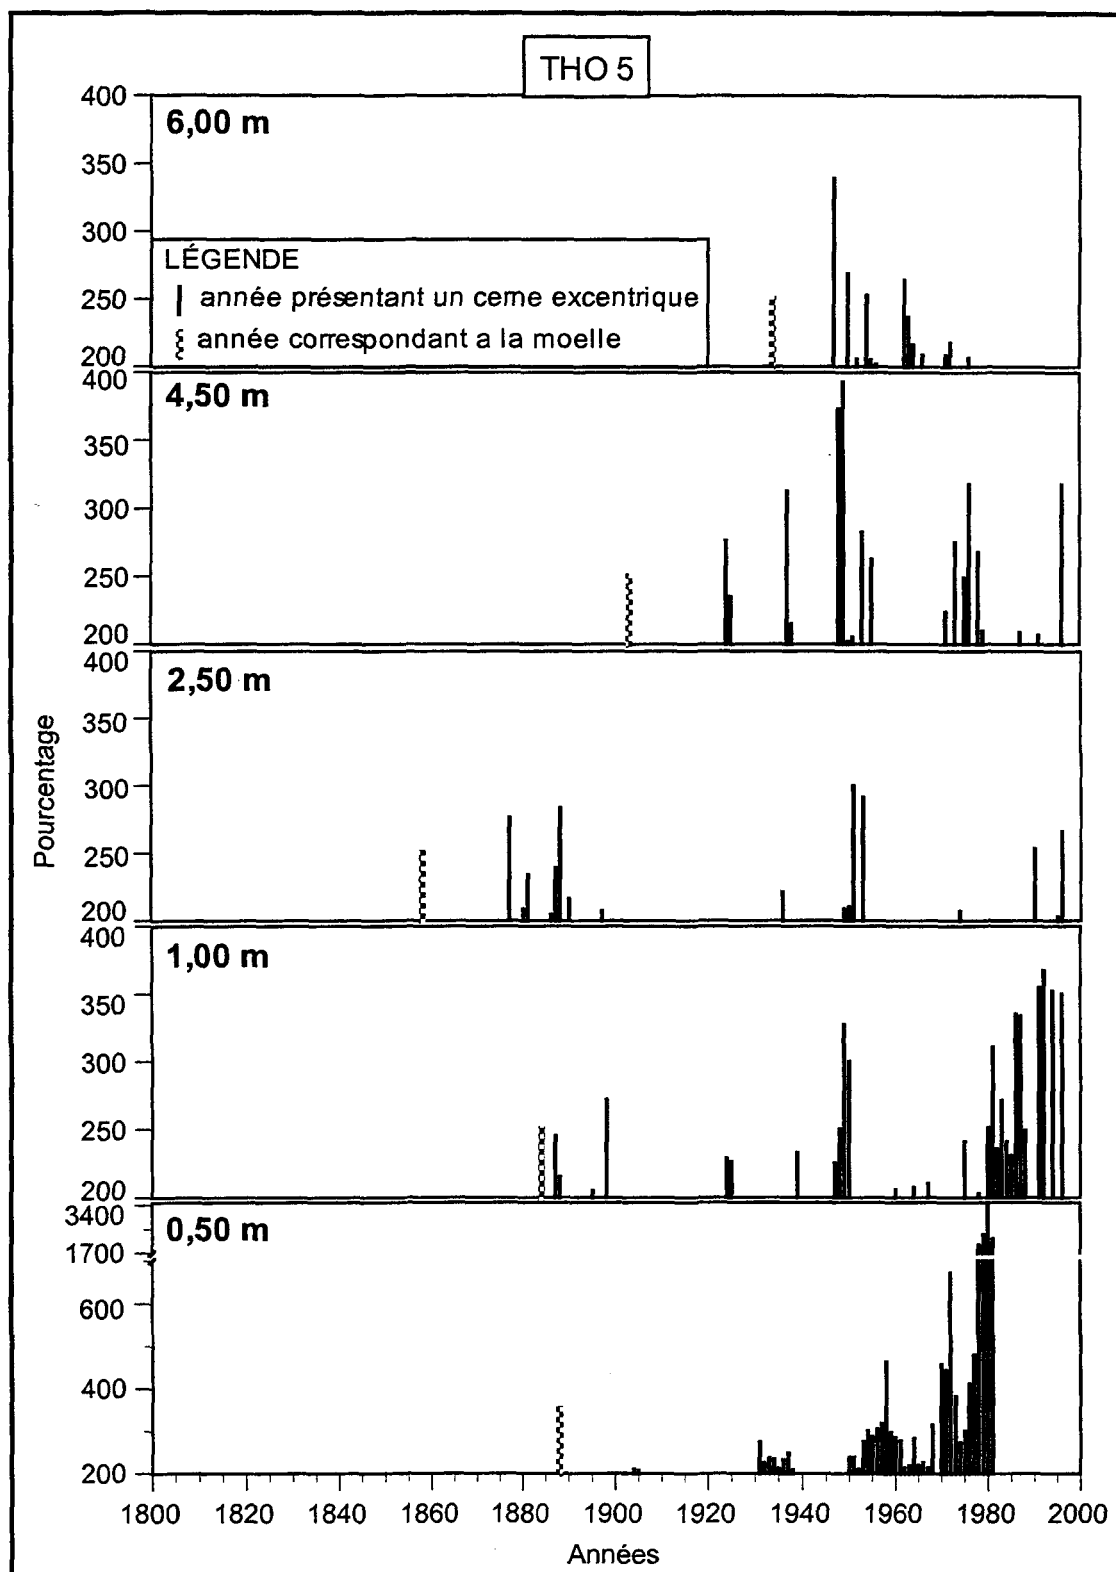 THO 5
400
6,00 m
350
300
LÉGENDE
année présentant un cerne excentrique
250
année correspondant a la moelle
200
400
4,50 m
350
300
250
200
400
2,50 m
350
300
250
200
400
1,00 m
350
300
250
200
3400
0,50 m
1700
600
400
200
Pourcentage
1800 1820 1840 1860 1880 1900 1920 1940 1960 1980 2000
Années